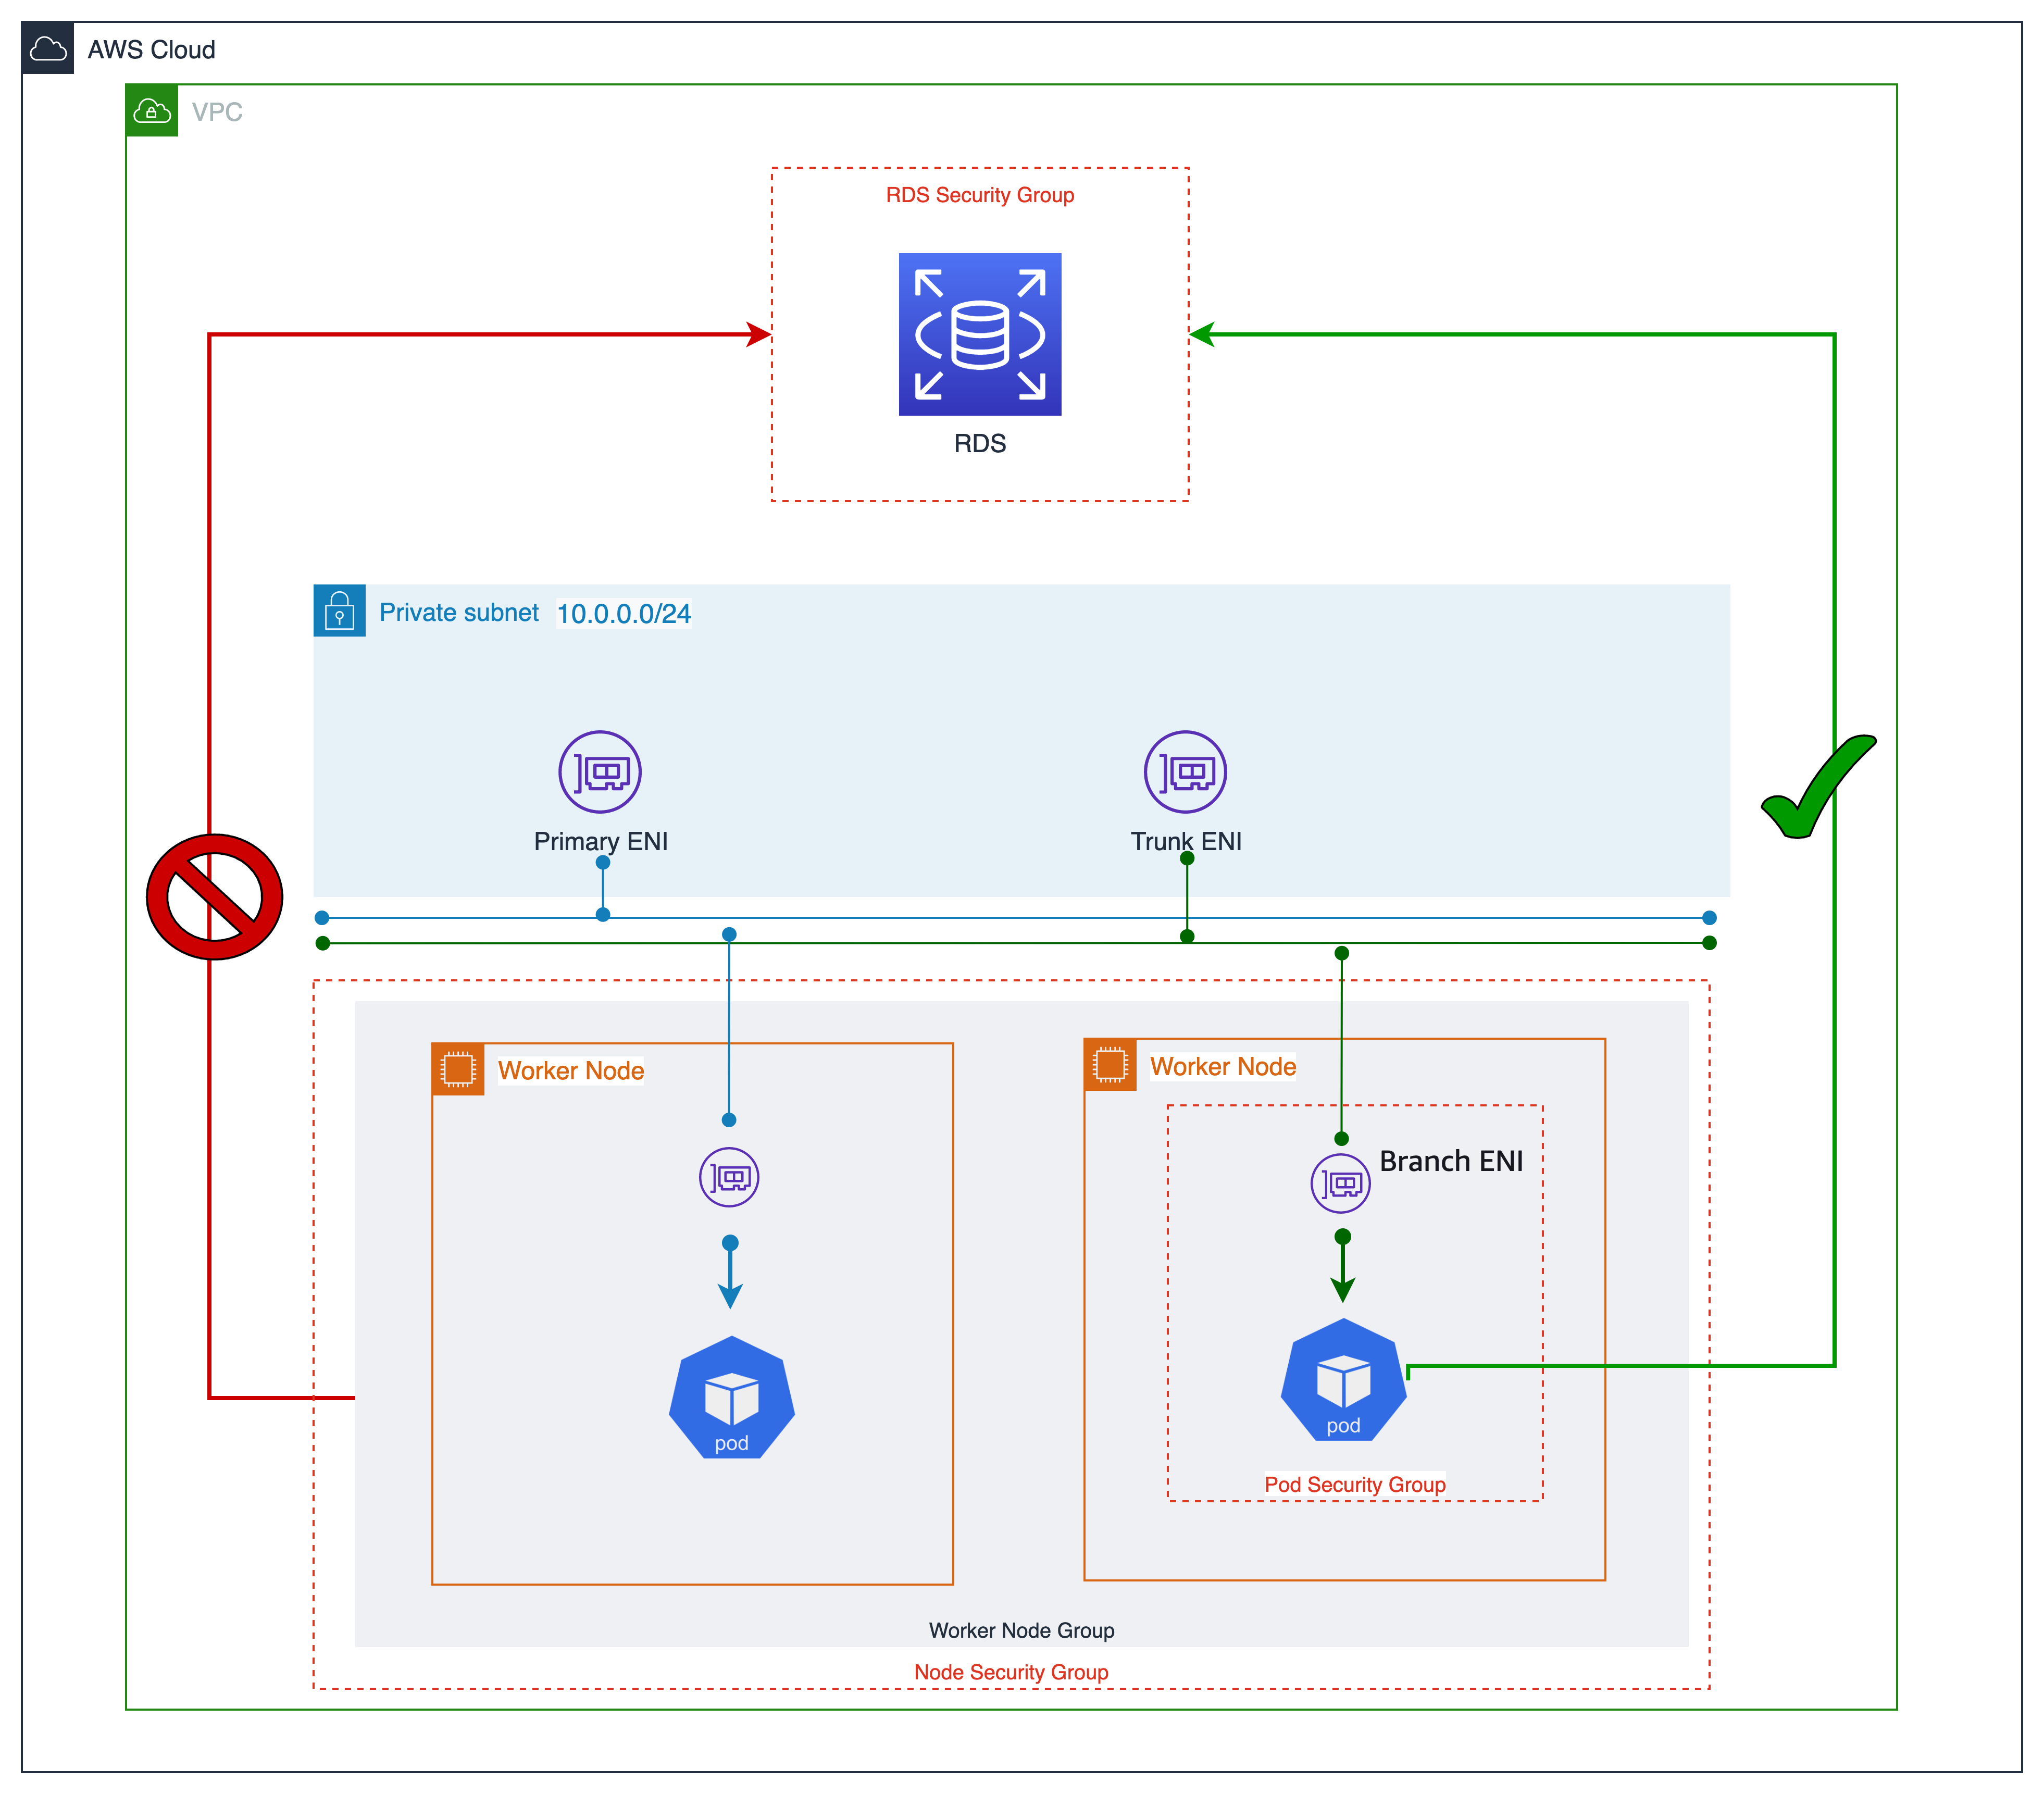 AWS Cloud
VPC
RDS Security Group
RDS
Private subnet 10.0.0.0/24
Primary ENI
Trunk ENI
Worker Node
Worker Node
Branch ENI
pod
pod
Pod Security Group
Worker Node Group
Node Security Group